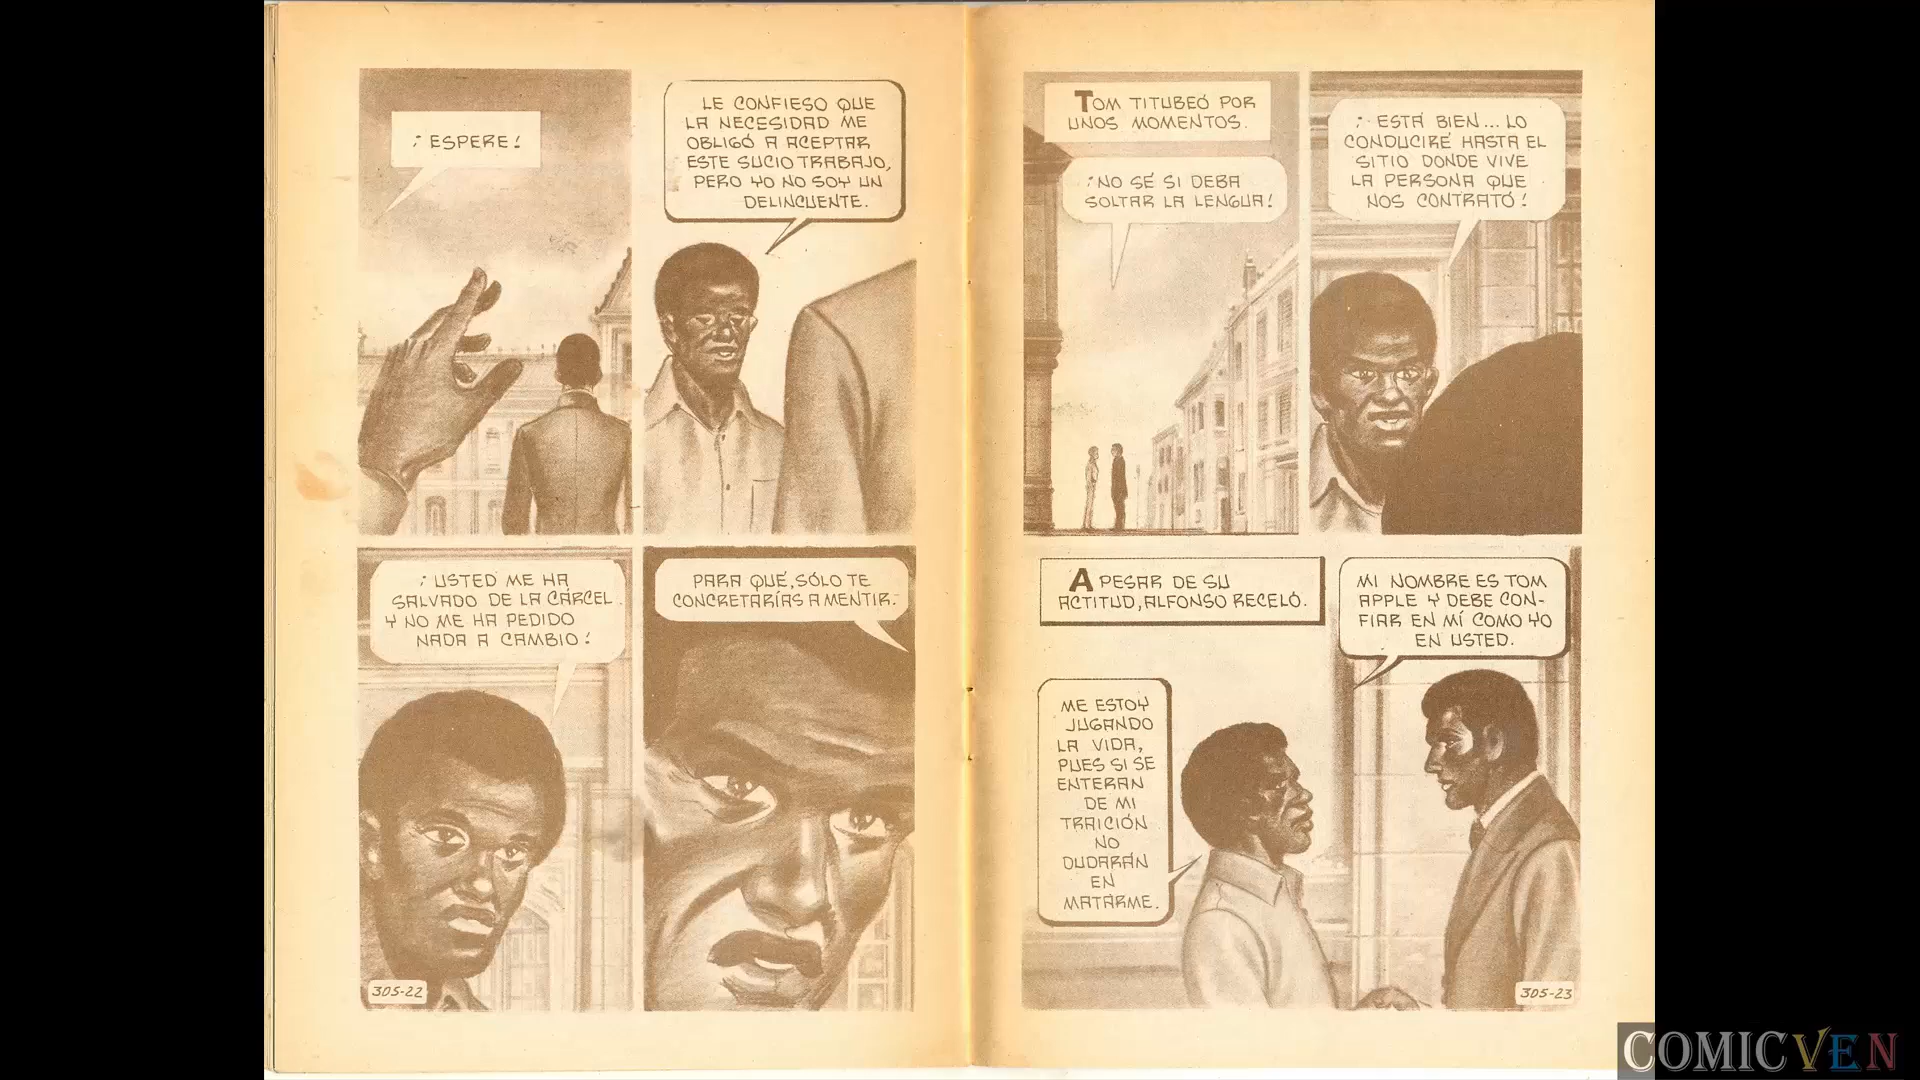 ¡ESPERE!
LE CONFIESO QUE
LA NECESIDAD ME
OBLIGÓ A ACEPTAR
ESTE SUCIO TRABAJO,
PERO YO NO SOY UN
DELINCUENTE.
¡USTED ME HA
SALVADO DE LA CÁRCEL
Y NO ME HA PEDIDO
NADA A CAMBIO!
PARA QUÉ, SÓLO TE
CONCRETARÍAS A MENTIR.
305-22
TOM TITUBEÓ POR
UNOS MOMENTOS.
¡NO SÉ SI DEBA
SOLTAR LA LENGUA!
¡ESTÁ BIEN... LO
CONDUCIRÉ HASTA EL
SITIO DONDE VIVE
LA PERSONA QUE
NOS CONTRATÓ!
A PESAR DE SU
ACTITUD, ALFONSO RECELÓ.
MI NOMBRE ES TOM
APPLE Y DEBE CON-
FIAR EN MÍ COMO YO
EN USTED.
ME ESTOY
JUGANDO
LA VIDA,
PUES SI SE
ENTERAN
DE MI
TRAICIÓN
NO
DUDARÁN
EN
MATARME.
305-23
COMICVEN